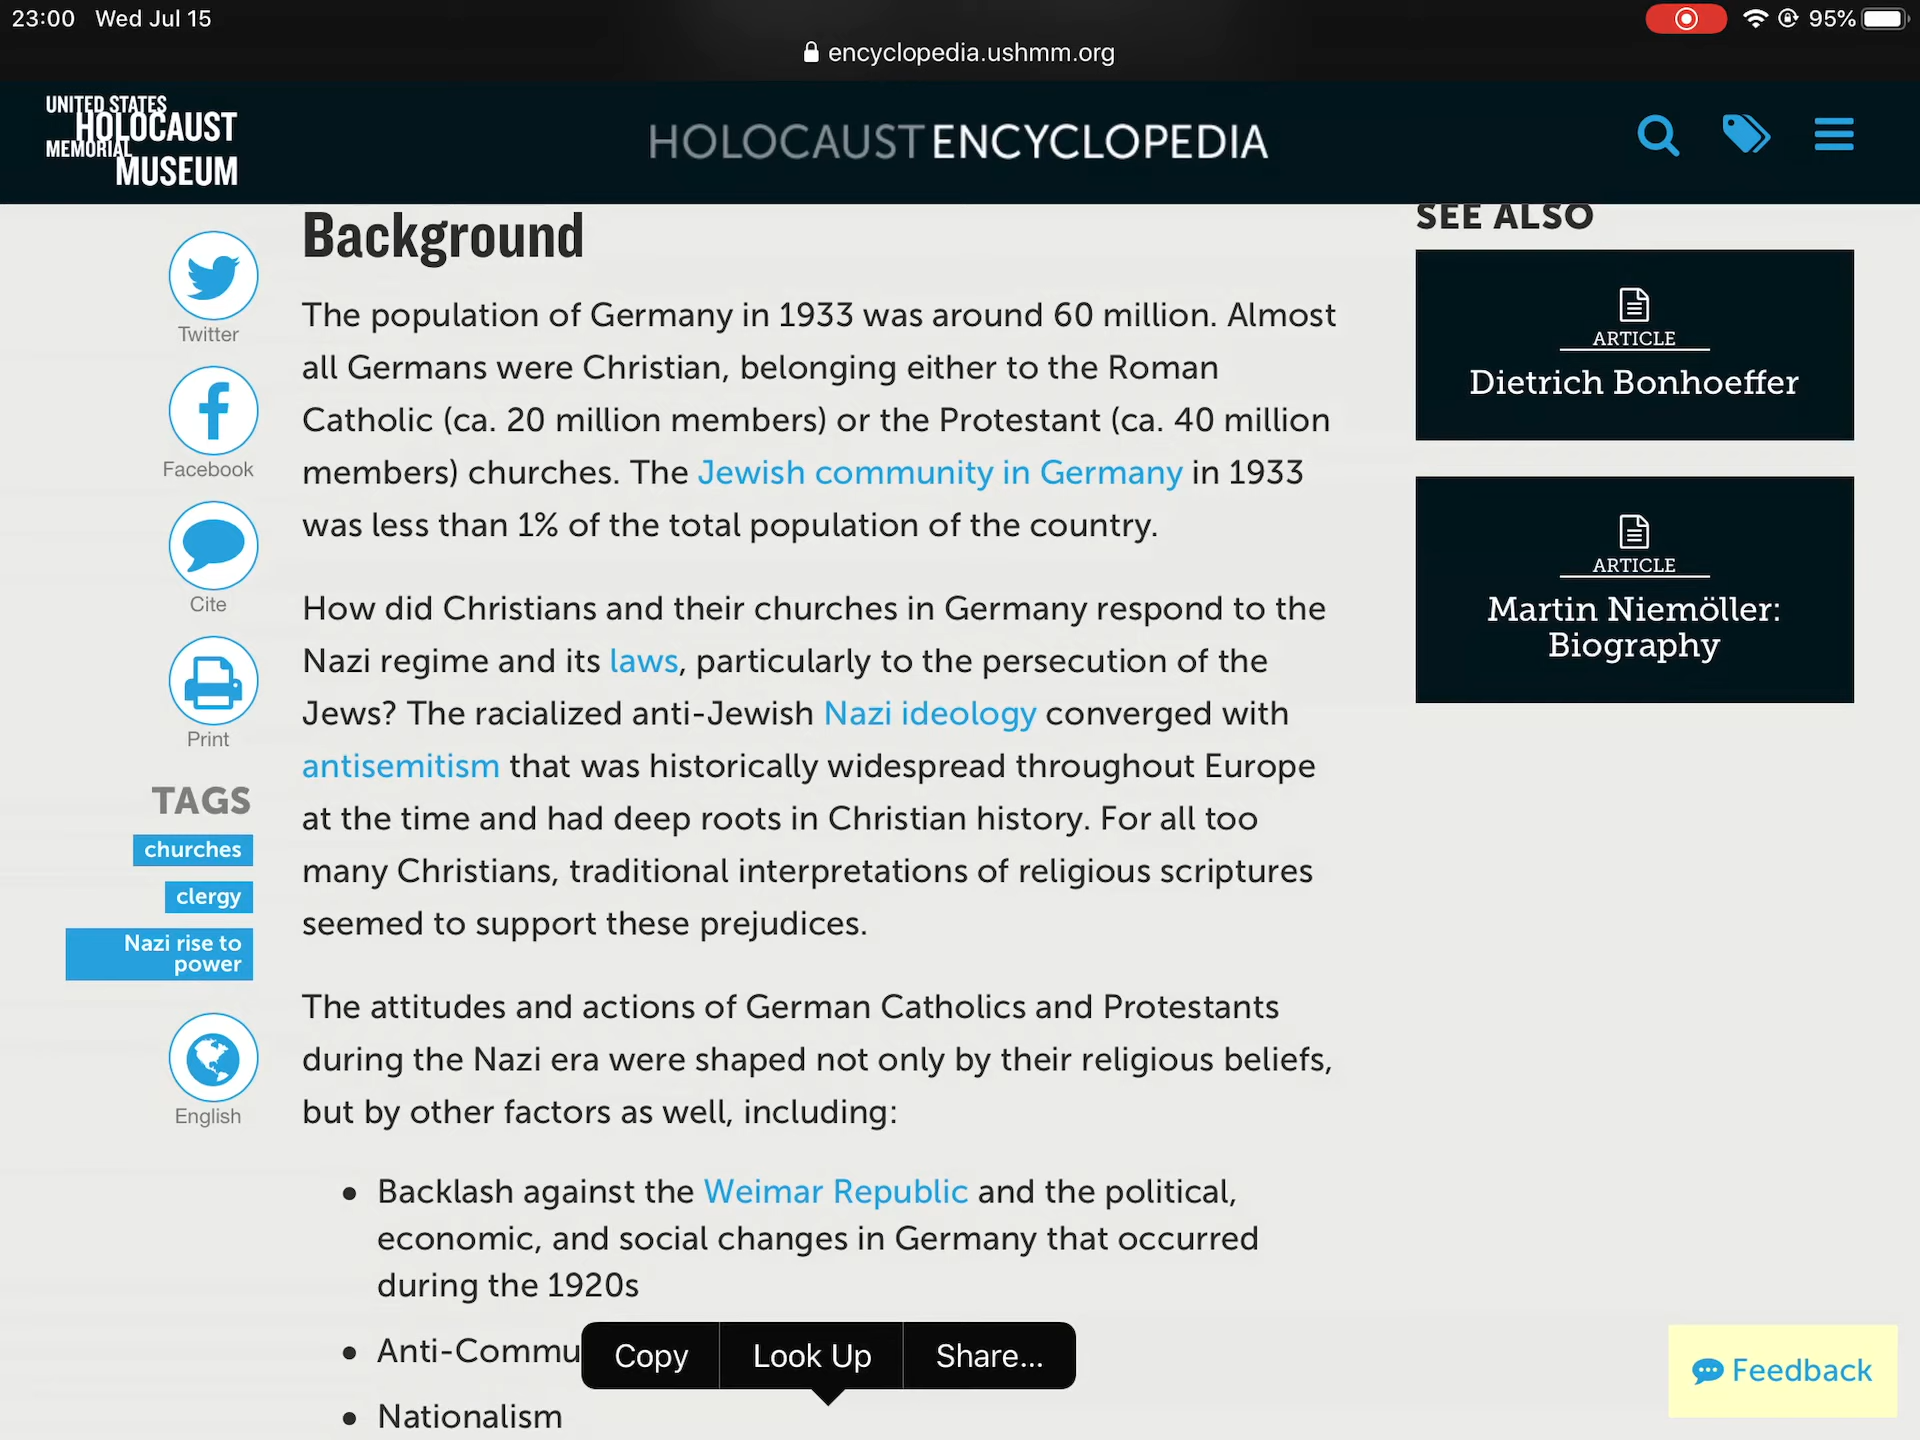 23:00 Wed Jul 15
95%
encyclopedia.ushmm.org
UNITED STATES
HOLOCAUST
MEMORIAL
MUSEUM
HOLOCAUST ENCYCLOPEDIA
Background
The population of Germany in 1933 was around 60 million. Almost
all Germans were Christian, belonging either to the Roman
Catholic (ca. 20 million members) or the Protestant (ca. 40 million
members) churches. The Jewish community in Germany in 1933
was less than 1% of the total population of the country.
How did Christians and their churches in Germany respond to the
Nazi regime and its laws, particularly to the persecution of the
Jews? The racialized anti-Jewish Nazi ideology converged with
antisemitism that was historically widespread throughout Europe
at the time and had deep roots in Christian history. For all too
many Christians, traditional interpretations of religious scriptures
seemed to support these prejudices.
The attitudes and actions of German Catholics and Protestants
during the Nazi era were shaped not only by their religious beliefs,
but by other factors as well, including:
• Backlash against the Weimar Republic and the political,
economic, and social changes in Germany that occurred
during the 1920s
• Anti-Commu
• Nationalism
Copy
Look Up
Share...
Twitter
Facebook
Cite
Print
TAGS
churches
clergy
Nazi rise to
power
English
SEE ALSO
ARTICLE
Dietrich Bonhoeffer
ARTICLE
Martin Niemöller:
Biography
Feedback